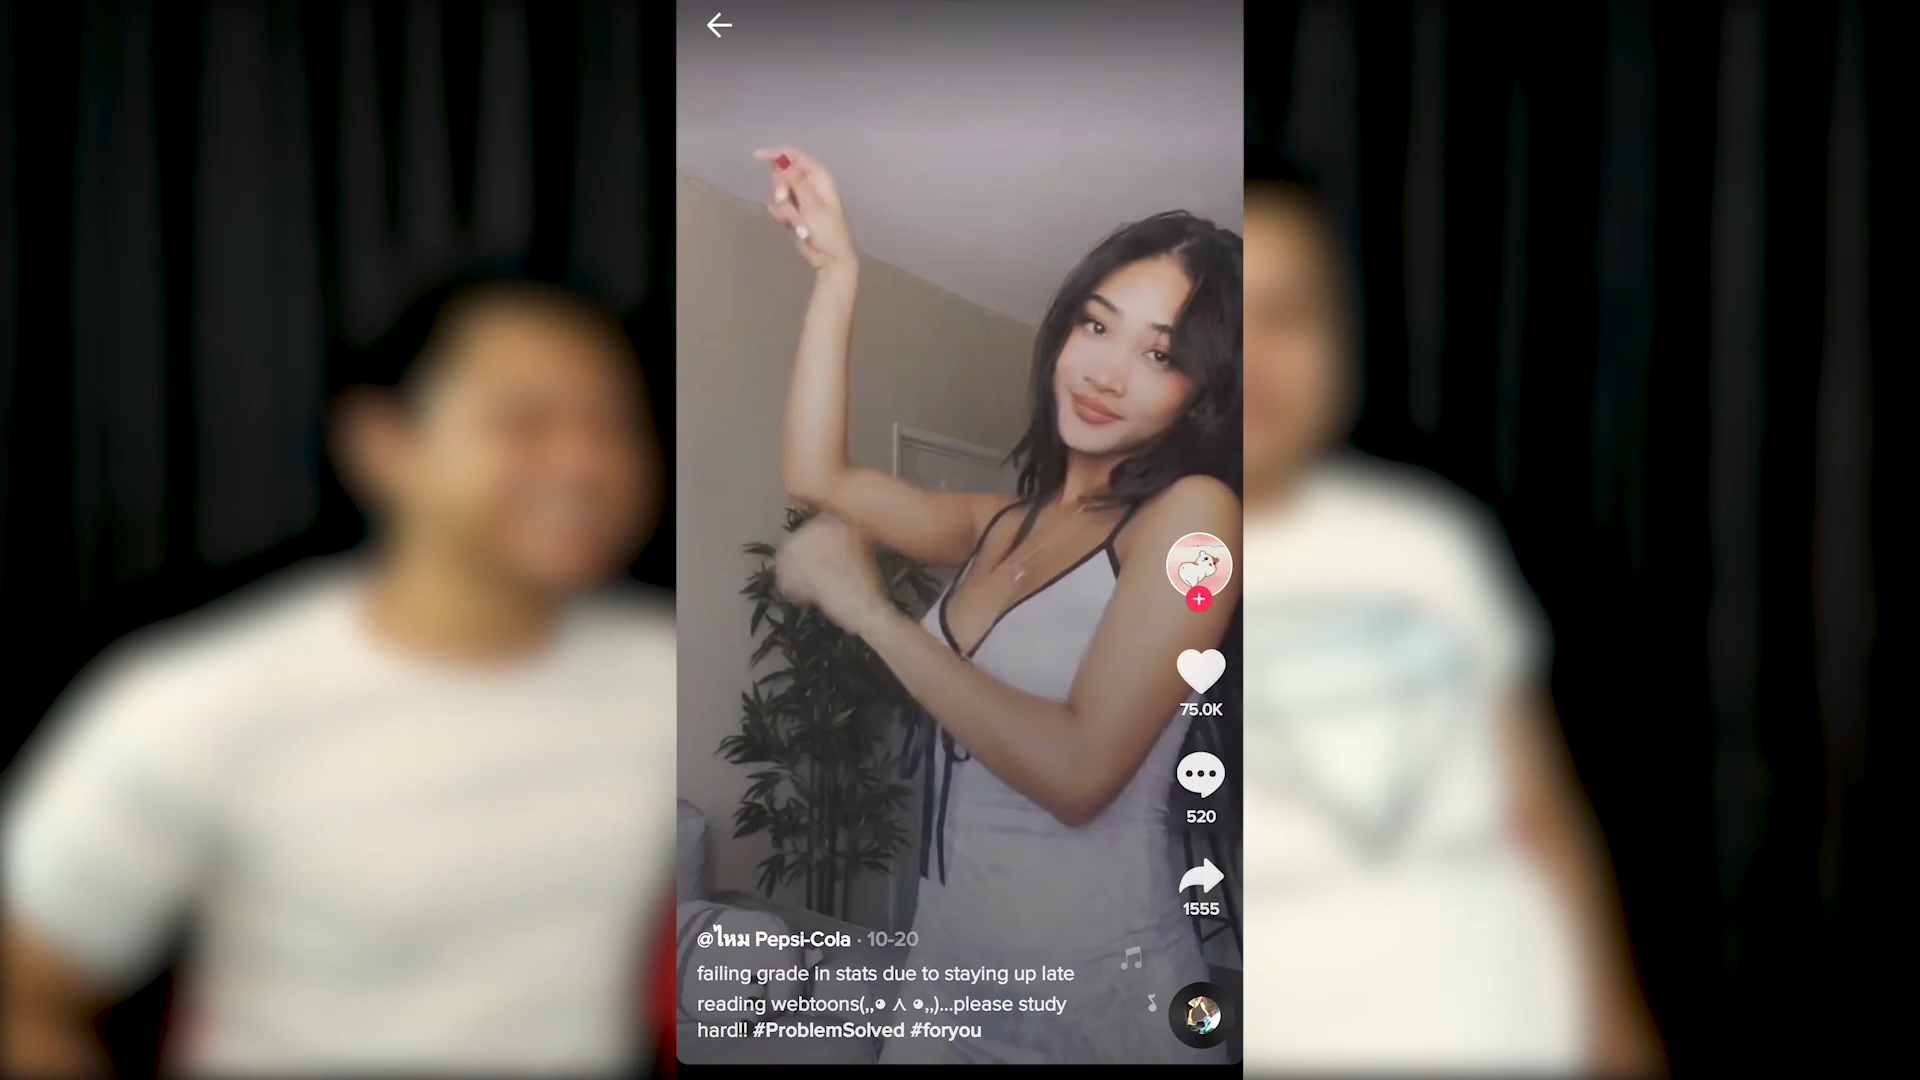 75.0K
520
1555
@ไหม Pepsi-Cola · 10-20
failing grade in stats due to staying up late
reading webtoons(,,◕ ⋏ ◕,,)...please study
hard!! #ProblemSolved #foryou